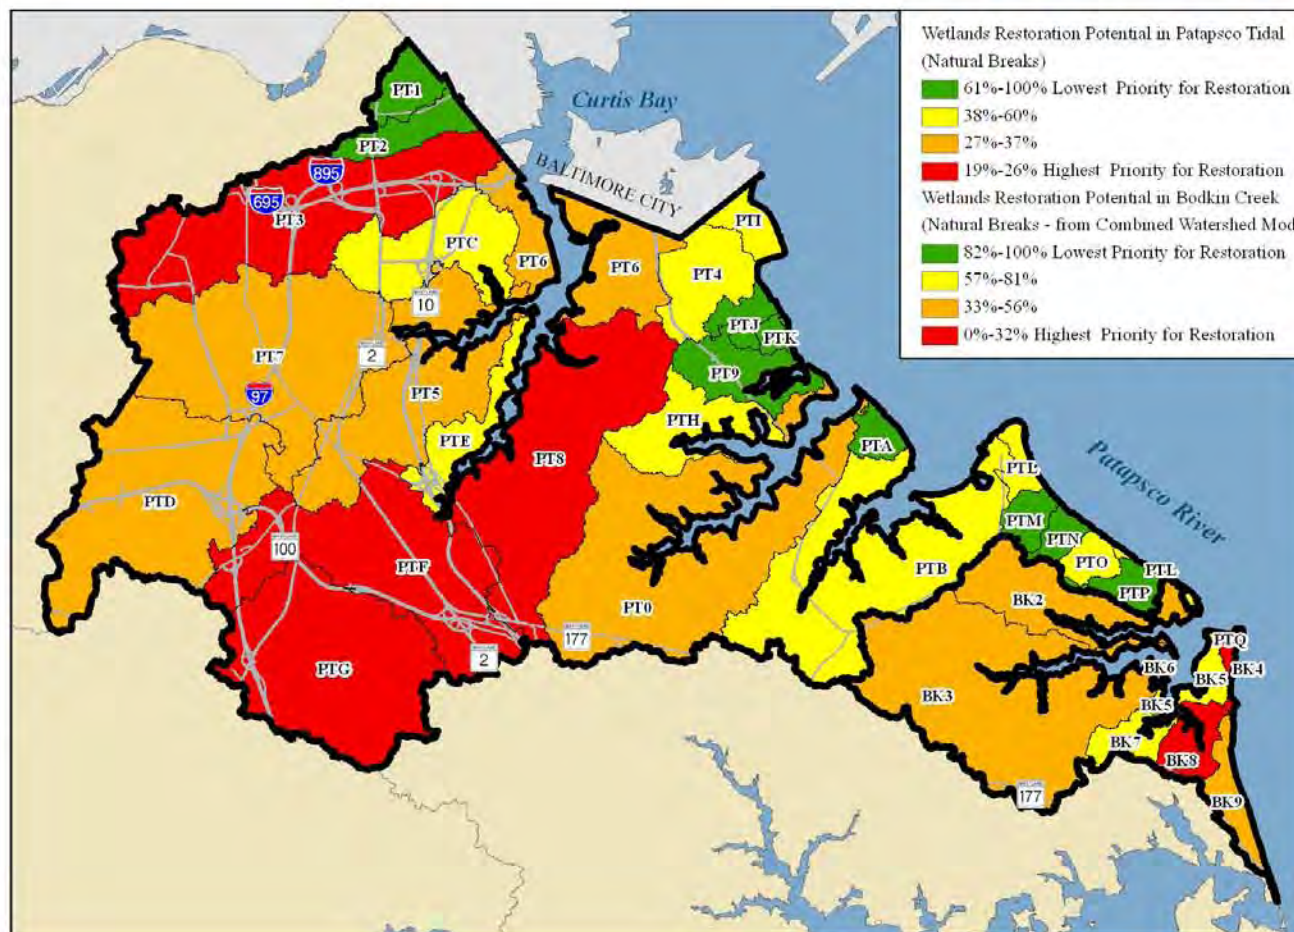 Wetlands Restoration Potential in Patapsco Tidal
(Natural Breaks)
61%-100% Lowest Priority for Restoration
38%-60%
27%-37%
19%-26% Highest Priority for Restoration
Wetlands Restoration Potential in Bodkin Creek
(Natural Breaks - from Combined Watershed Mod
82%-100% Lowest Priority for Restoration
57%-81%
33%-56%
0%-32% Highest Priority for Restoration
Curtis Bay
BALTIMORE CITY
Patapsco River
PT1
PT2
895
695
PT3
PTC
PT6
PT6
PTI
PT4
10
PTJ
PTK
2
PT7
PT9
97
PT5
PTE
PTH
PTA
PT8
PTL
PTD
PTM
PTN
100
PTO
PTL
PTF
PTB
PTP
BK2
PT0
177
2
PTQ
BK6
BK4
PTG
BK5
BK3
BK5
BK7
BK8
177
BK9